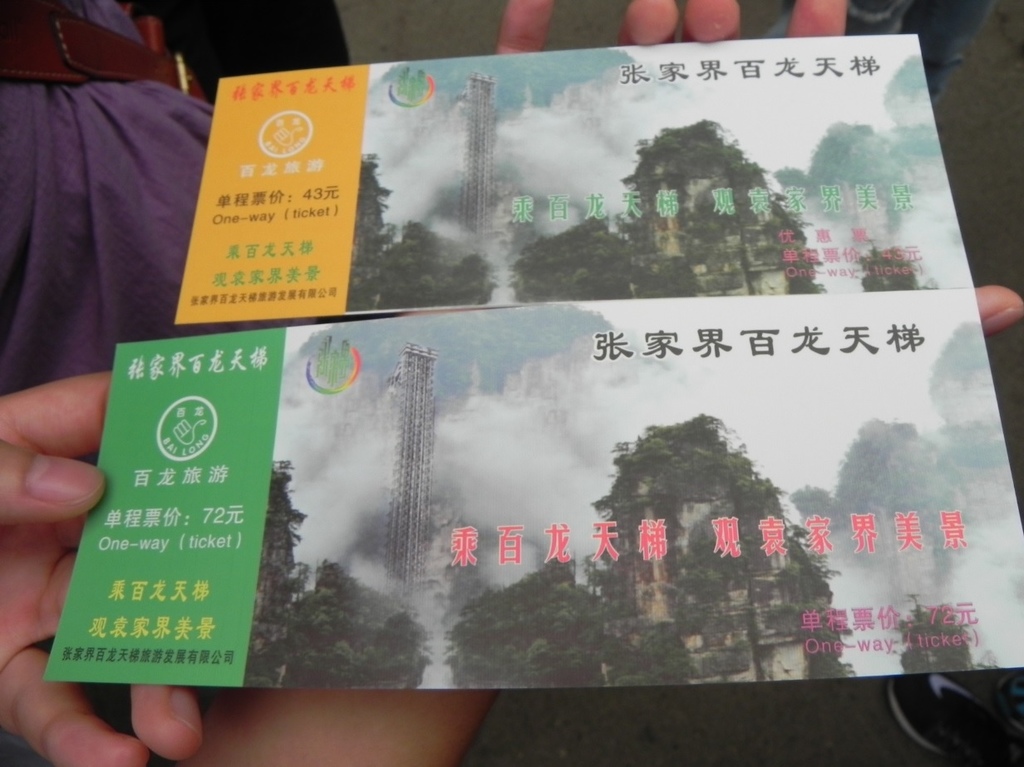 张家界百龙天梯
百龙
BAI LONG
百龙旅游
单程票价：43元
One-way (ticket)
乘百龙天梯
观袁家界美景
张家界百龙天梯旅游发展有限公司
张家界百龙天梯
乘百龙天梯 观袁家界美景
优惠票
单程票价：43元
One-way (ticket)
张家界百龙天梯
百龙
BAI LONG
百龙旅游
单程票价：72元
One-way (ticket)
乘百龙天梯
观袁家界美景
张家界百龙天梯旅游发展有限公司
张家界百龙天梯
乘百龙天梯 观袁家界美景
单程票价：72元
One-way (ticket)